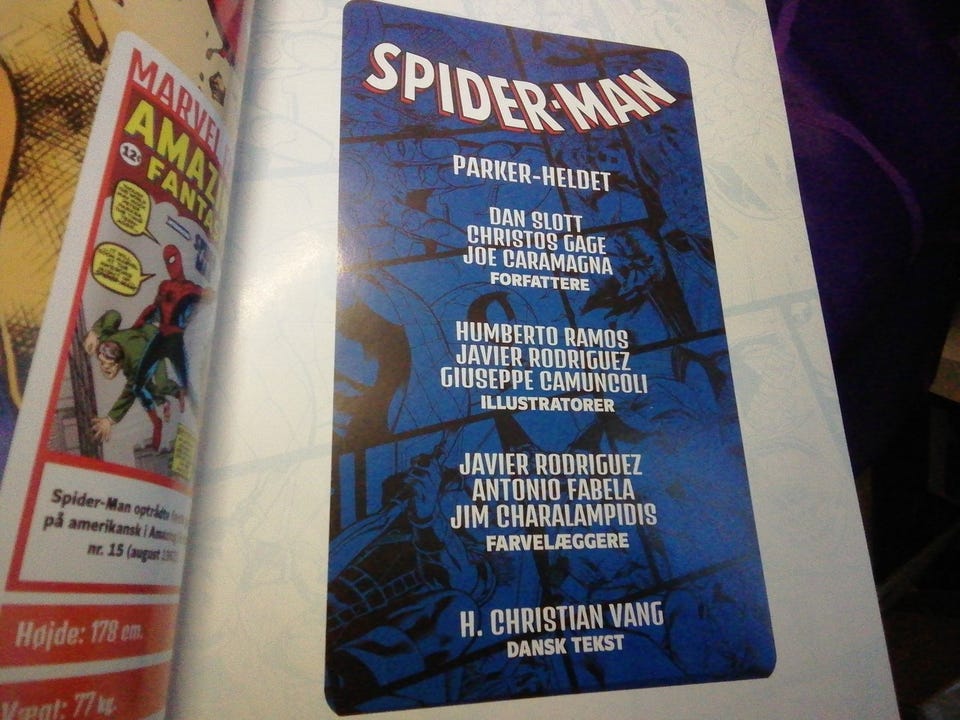 MARVEL
AMAZ
FANTA
12¢
Spider-Man optrådte
på amerikansk i Amazing
nr. 15 (august
Højde: 178 cm.
Vægt: 77 kg.
SPIDER-MAN
PARKER-HELDET
DAN SLOTT
CHRISTOS GAGE
JOE CARAMAGNA
FORFATTERE
HUMBERTO RAMOS
JAVIER RODRIGUEZ
GIUSEPPE CAMUNCOLI
ILLUSTRATORER
JAVIER RODRIGUEZ
ANTONIO FABELA
JIM CHARALAMPIDIS
FARVELÆGGERE
H. CHRISTIAN VANG
DANSK TEKST